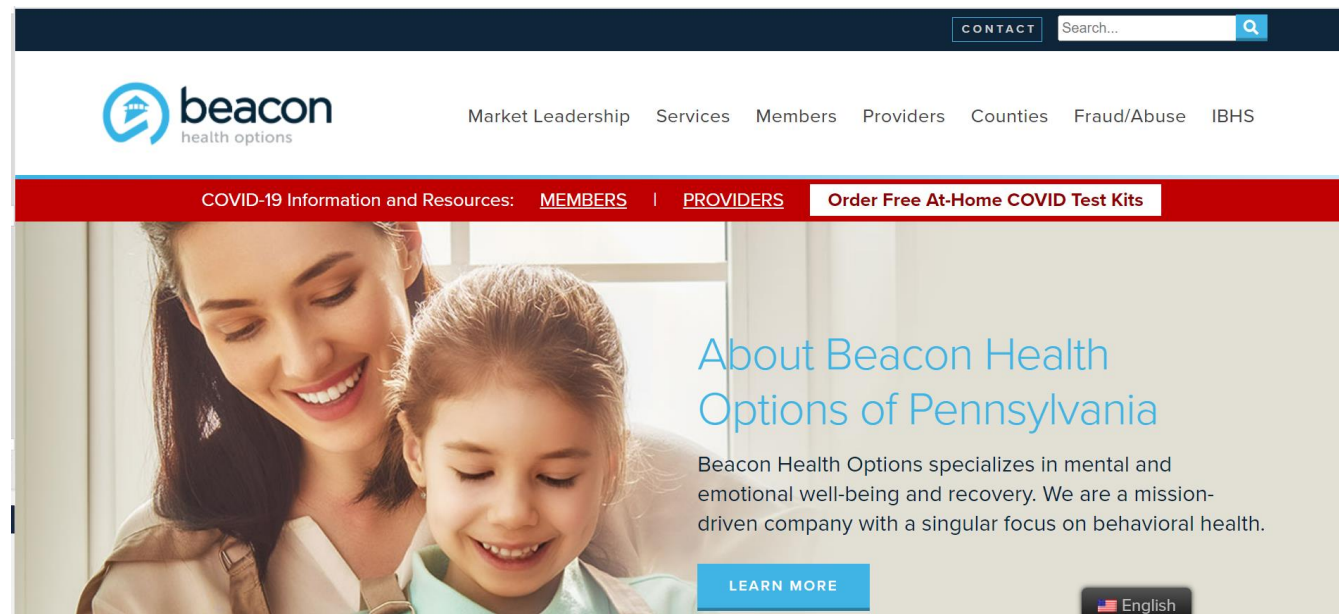 CONTACT
Search...
beacon
health options
Market Leadership Services Members Providers Counties Fraud/Abuse IBHS
COVID-19 Information and Resources: MEMBERS | PROVIDERS Order Free At-Home COVID Test Kits
About Beacon Health
Options of Pennsylvania
Beacon Health Options specializes in mental and
emotional well-being and recovery. We are a mission-
driven company with a singular focus on behavioral health.
LEARN MORE
English